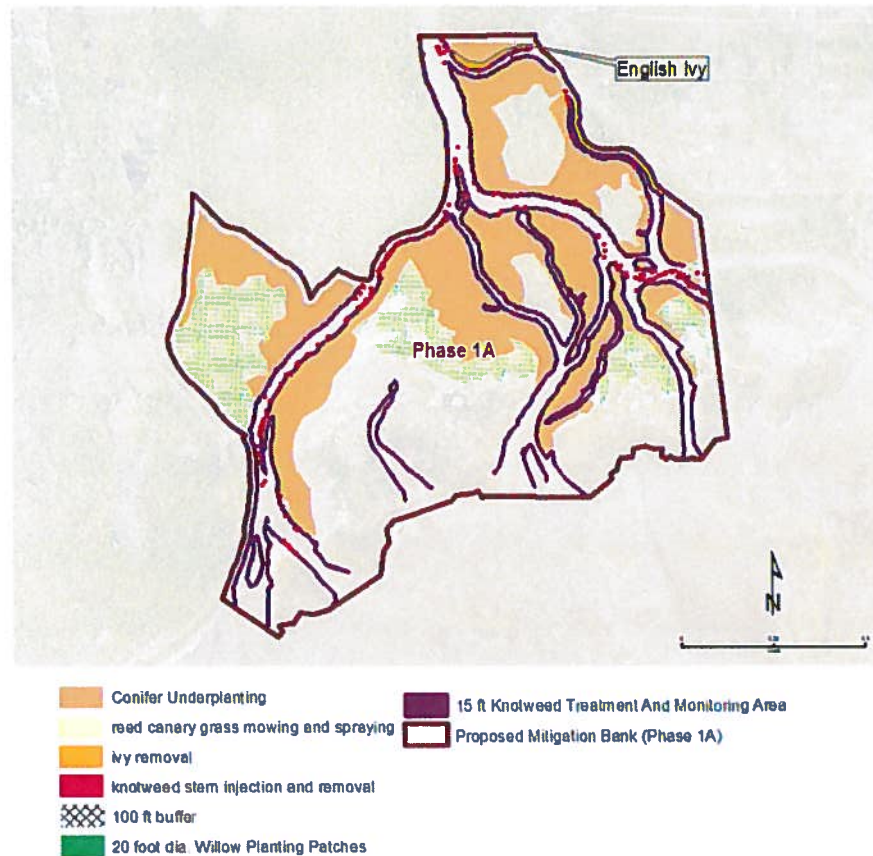 English Ivy
Phase 1A
N
Conifer Underplanting
reed canary grass mowing and spraying
ivy removal
knotweed stem injection and removal
100 ft buffer
20 foot dia. Willow Planting Patches
15 ft Knotweed Treatment And Monitoring Area
Proposed Mitigation Bank (Phase 1A)